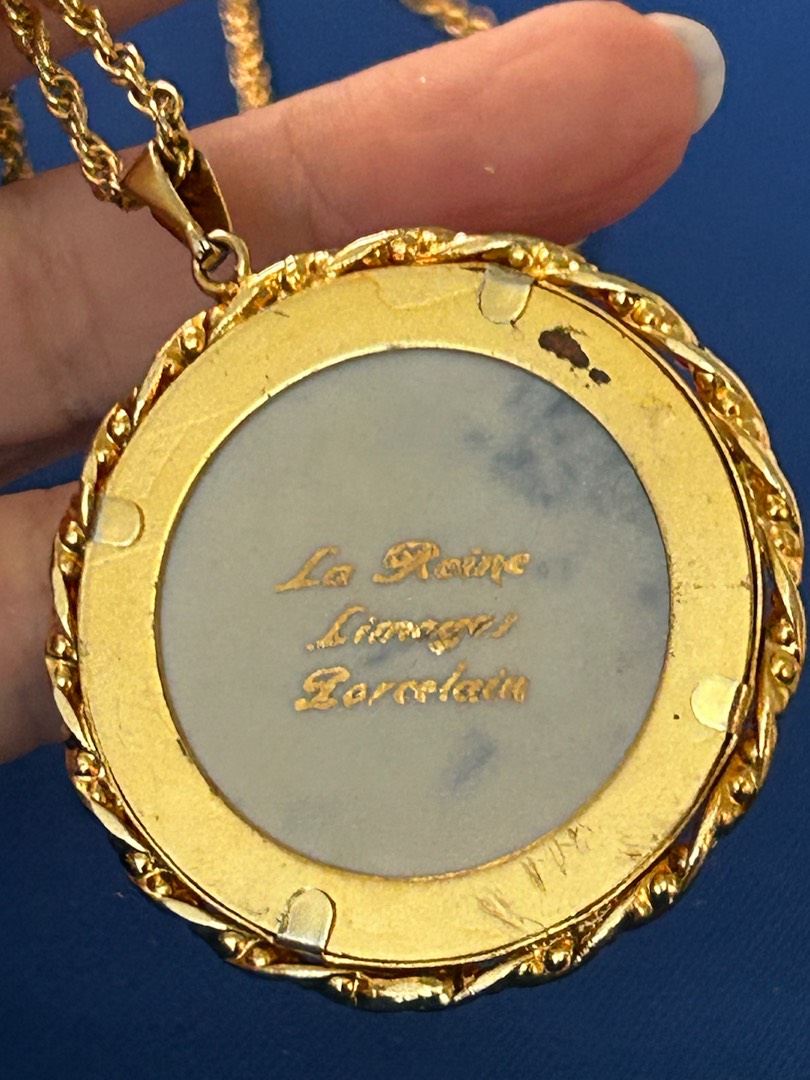 La Reine
Limoges
Porcelain